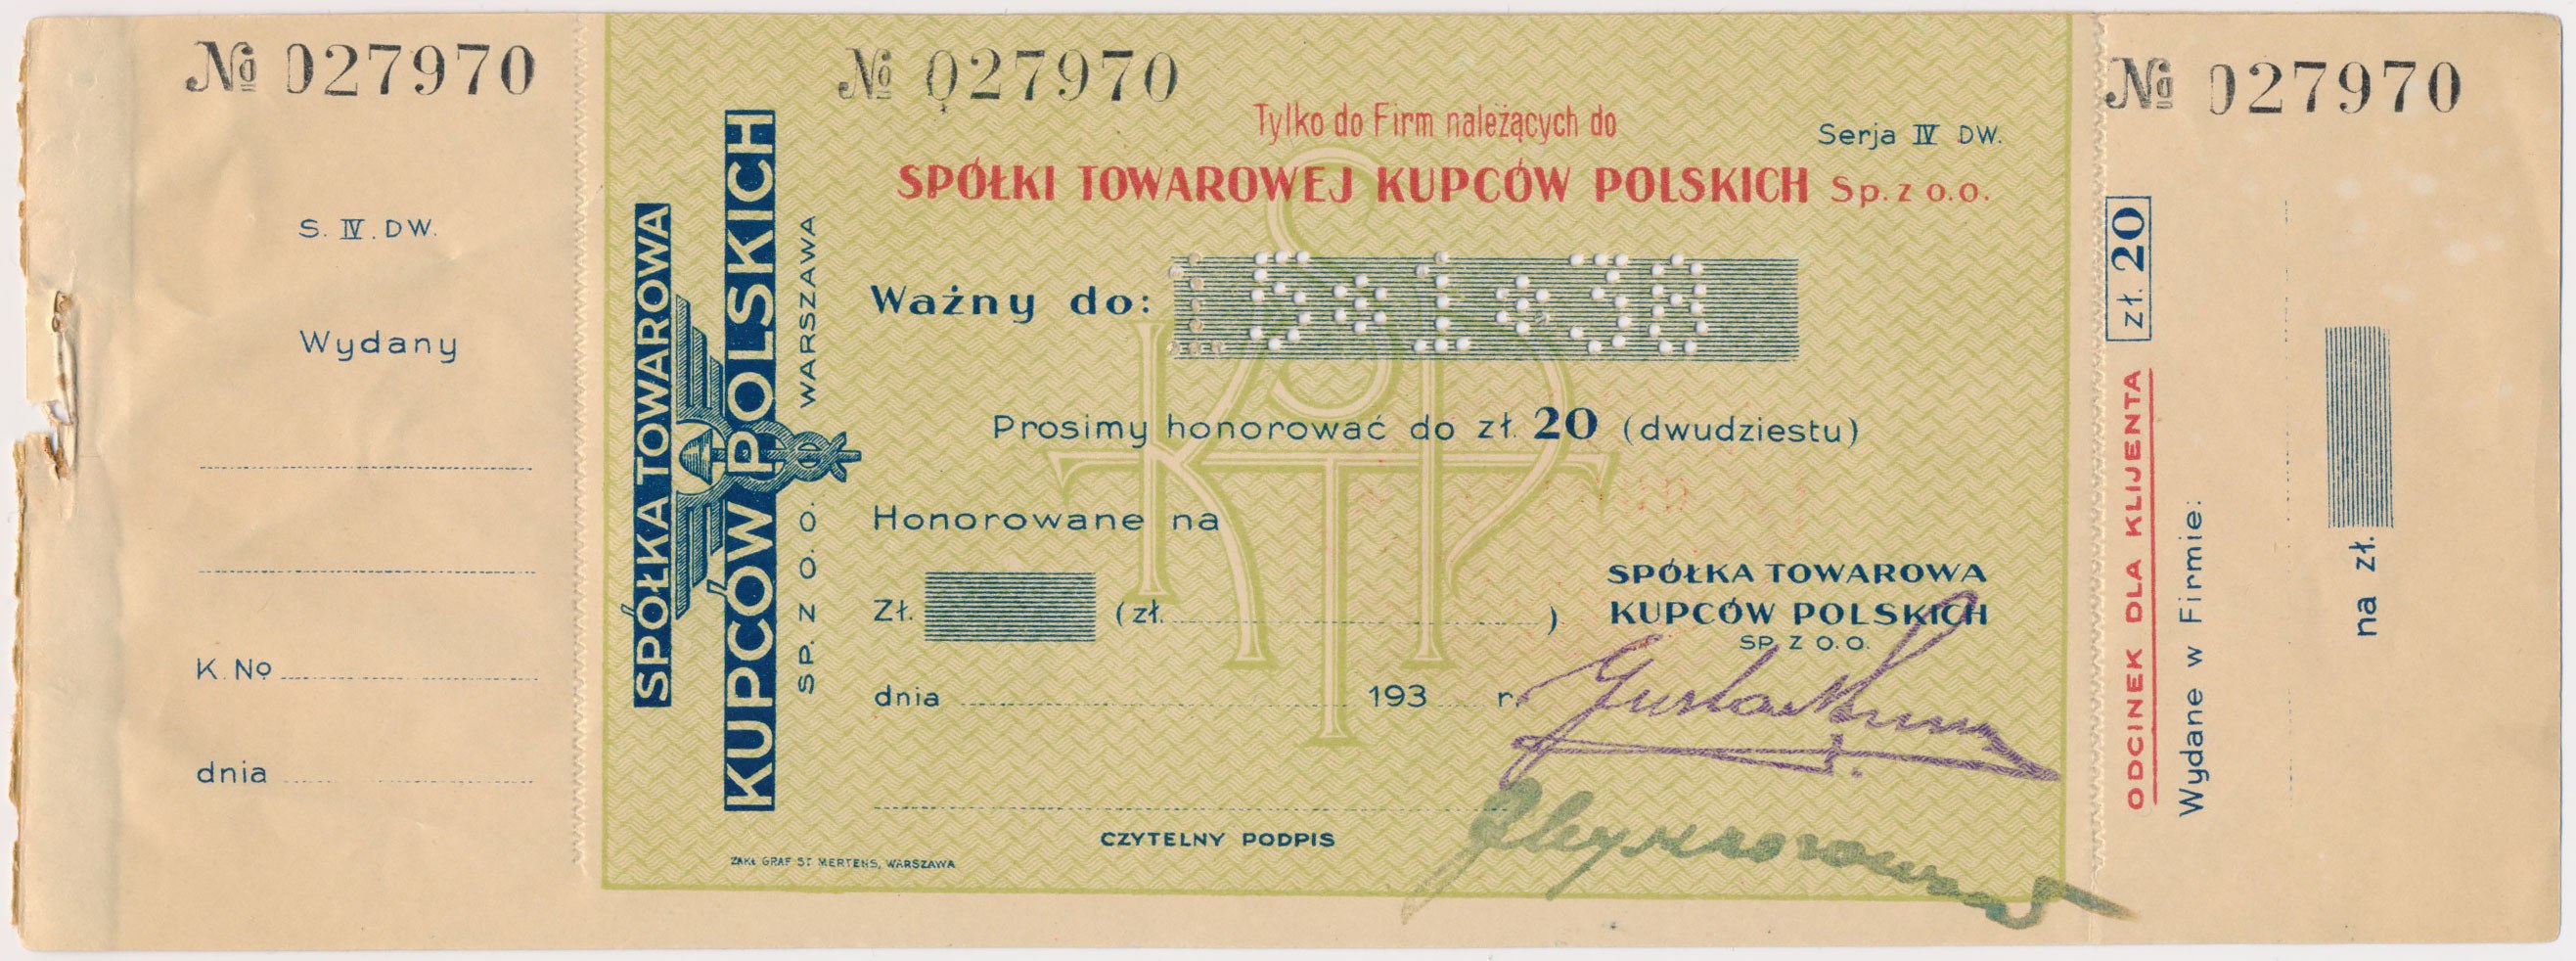 № 027970
S. IV. DW.
Wydany
K. No
dnia
SPÓŁKA TOWAROWA
KUPCÓW POLSKICH
SP. Z O. O. WARSZAWA
№ 027970
Tylko do Firm należących do
Serja IV DW.
SPÓŁKI TOWAROWEJ KUPCÓW POLSKICH Sp. z o.o.
Ważny do:
Prosimy honorować do zł. 20 (dwudziestu)
Honorowane na
Zł. (zł. )
SPÓŁKA TOWAROWA
KUPCÓW POLSKICH
SP. Z O.O.
dnia 193 r.
CZYTELNY PODPIS
ZAKŁ GRAF ST MERTENS, WARSZAWA
№ 027970
ODCINEK DLA KLIJENTA zł. 20
Wydane w Firmie:
na zł.